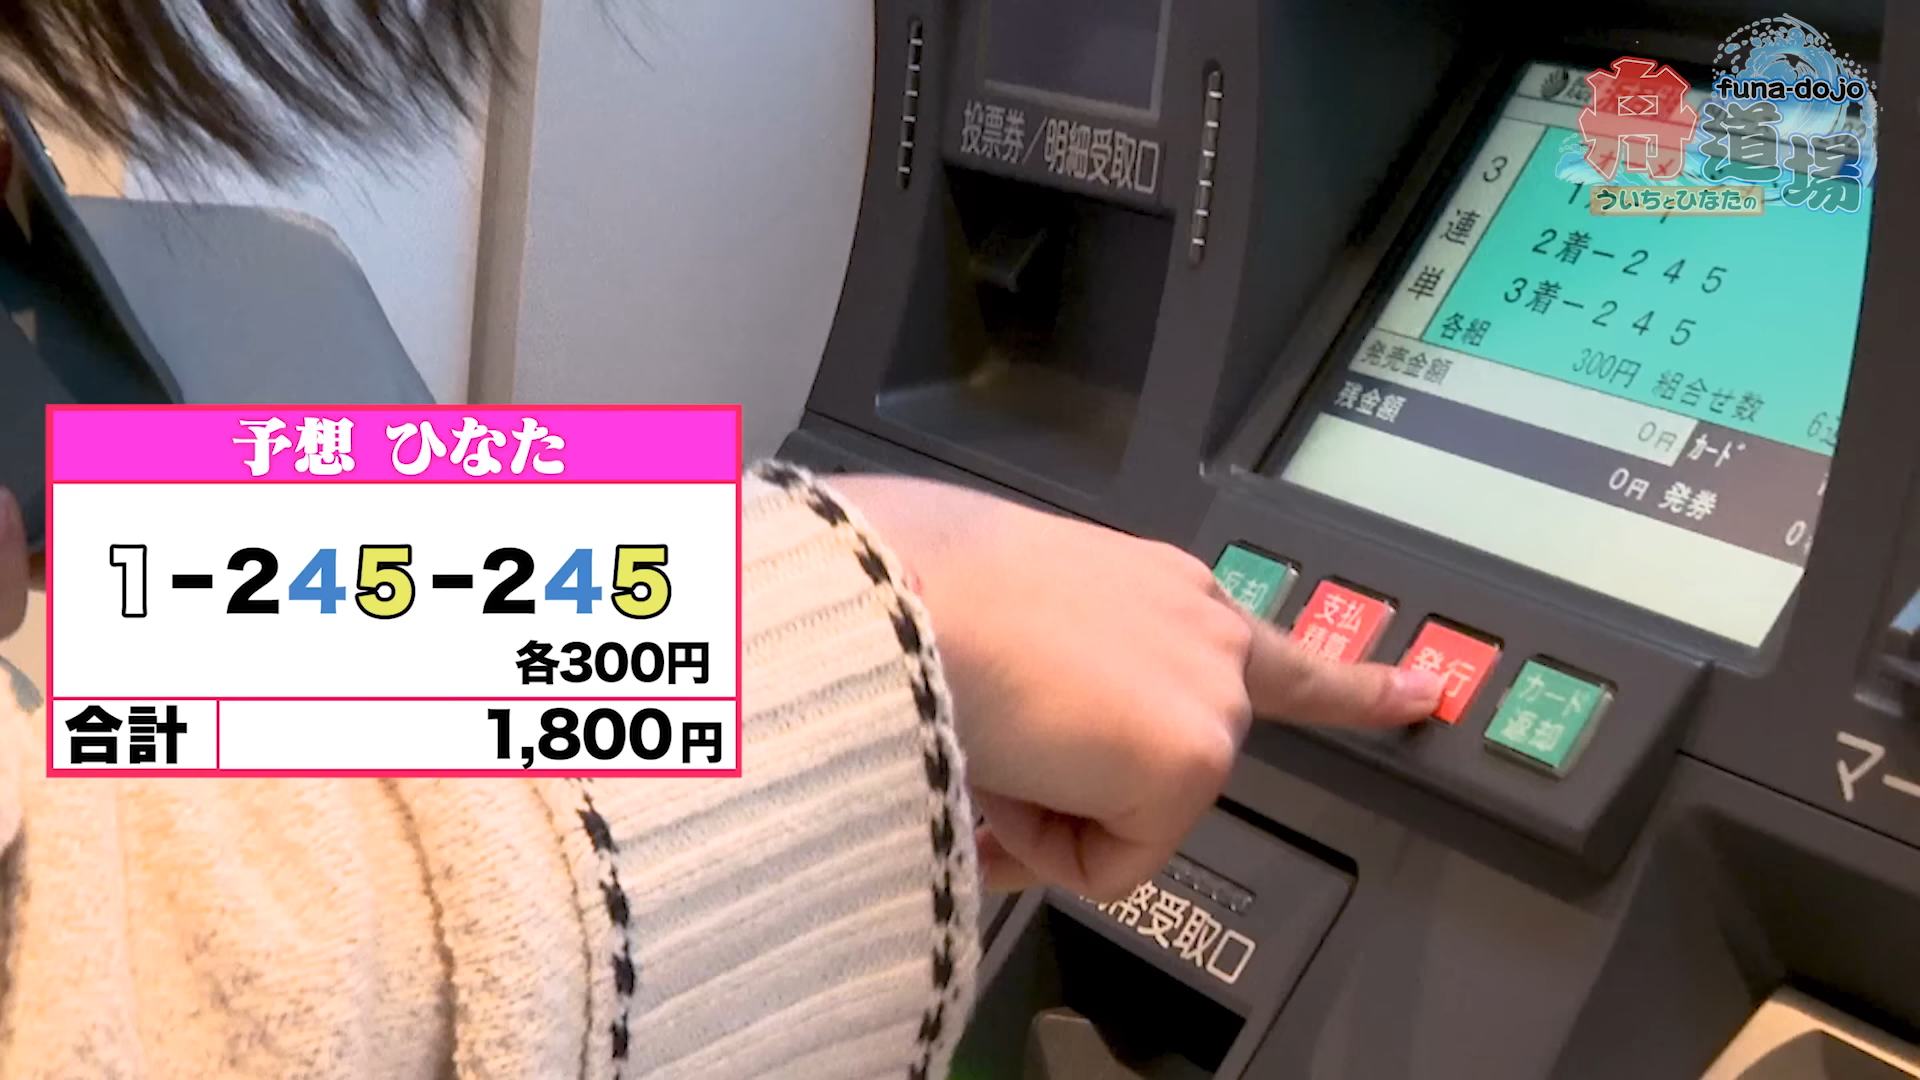 投票券/明細受取口
funa-dojo
舟道場
ういちとひなたの
3連単
2着ー2 4 5
3着ー2 4 5
各組 300円 組合せ数
発売金額 0円 カード
残金額 0円 発券
予想 ひなた
1-245-245
各300円
合計 1,800円
返却
支払
精算
発行
カード
返却
幣受取口
マー